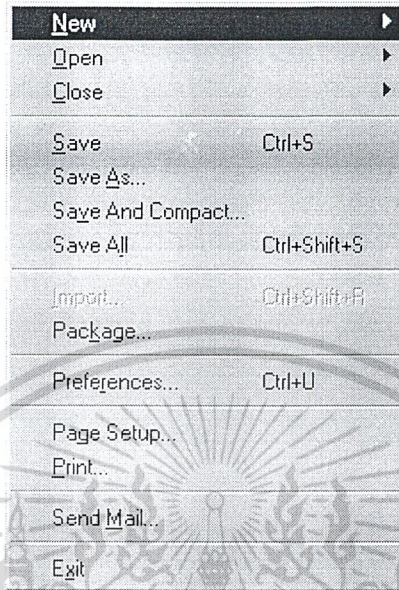 New
Open
Close
Save Ctrl+S
Save As...
Save And Compact...
Save All Ctrl+Shift+S
Import... Ctrl+Shift+R
Package...
Preferences... Ctrl+U
Page Setup...
Print...
Send Mail...
Exit